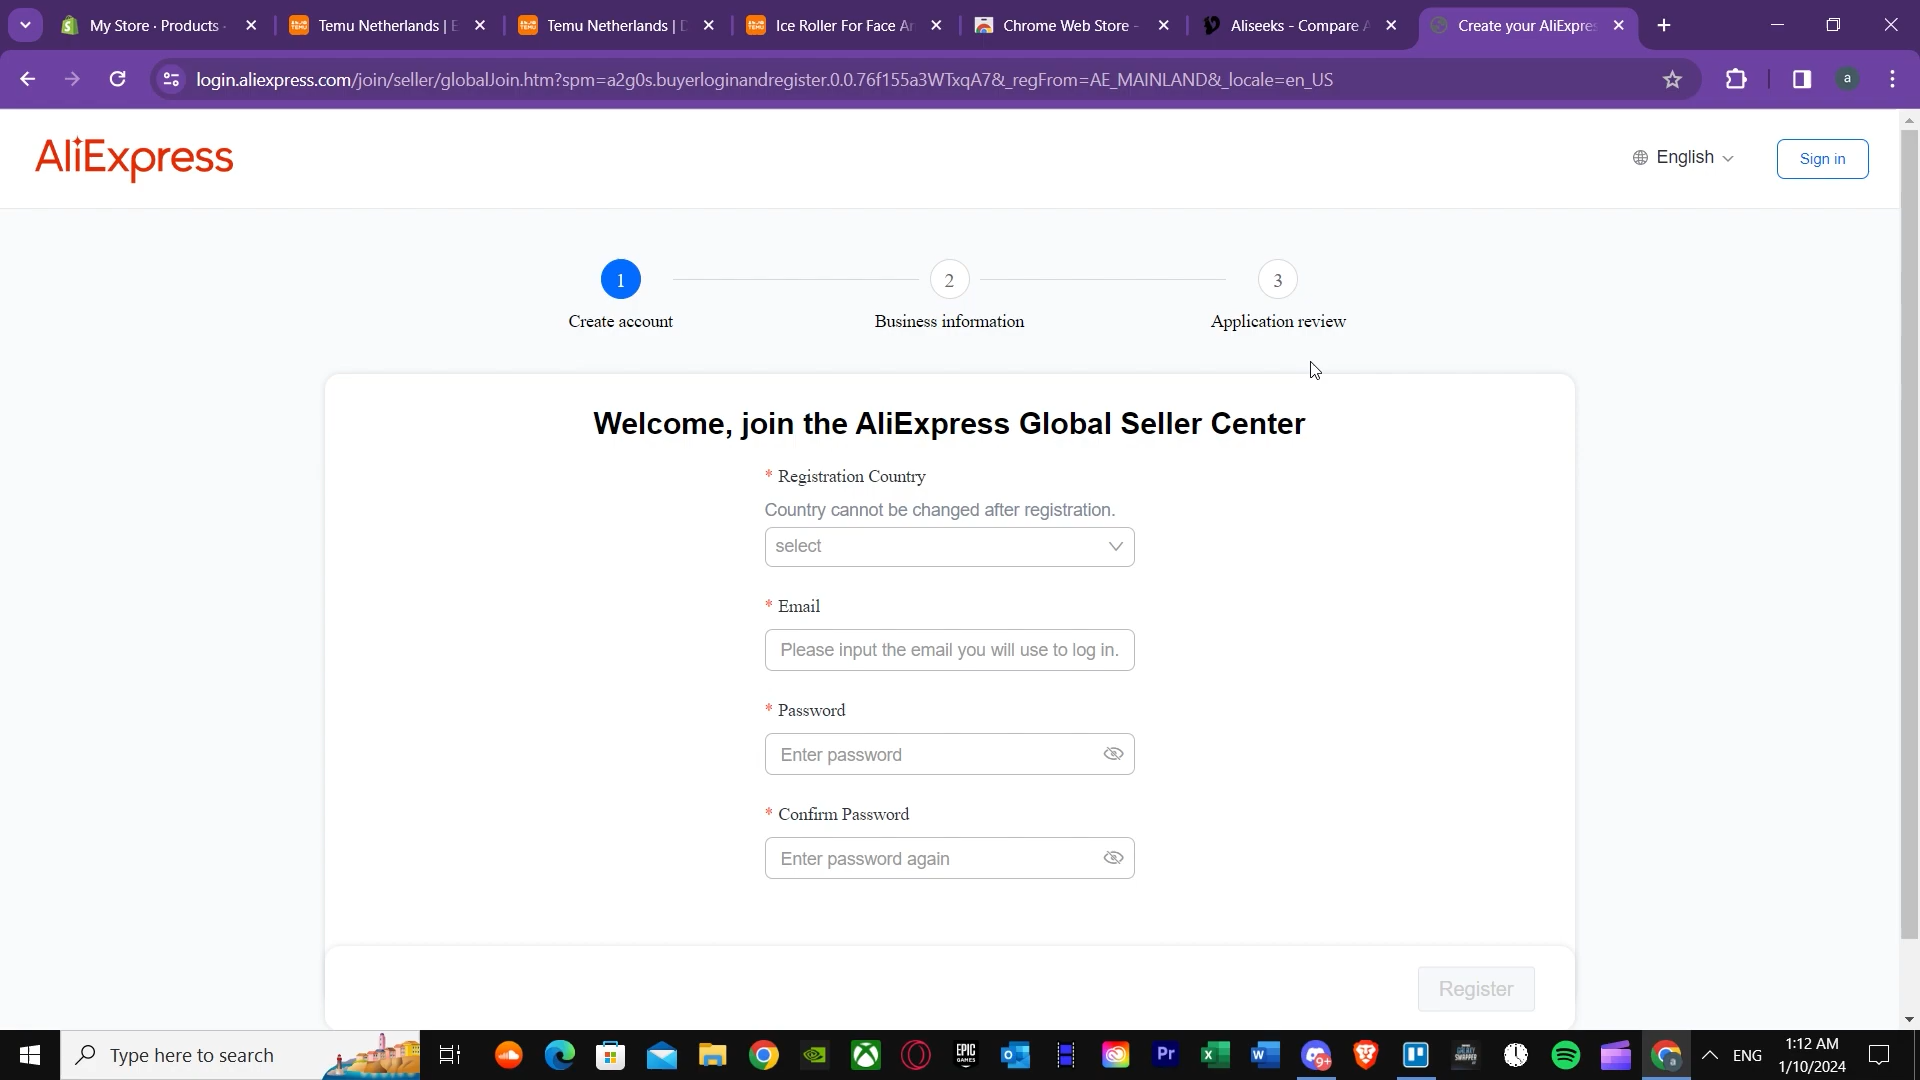 My Store · Products ·
Temu Netherlands | E
Temu Netherlands | D
Ice Roller For Face An
Chrome Web Store -
Aliseeks - Compare A
Create your AliExpres
login.aliexpress.com/join/seller/globalJoin.htm?spm=a2g0s.buyerloginandregister.0.0.76f155a3WTxqA7&_regFrom=AE_MAINLAND&_locale=en_US
a
AliExpress
English
Sign in
1
2
3
Create account
Business information
Application review
Welcome, join the AliExpress Global Seller Center
* Registration Country
Country cannot be changed after registration.
select
* Email
Please input the email you will use to log in.
* Password
Enter password
* Confirm Password
Enter password again
Register
Type here to search
EPIC
GAMES
Pr
9+
a
ENG
1:12 AM
1/10/2024